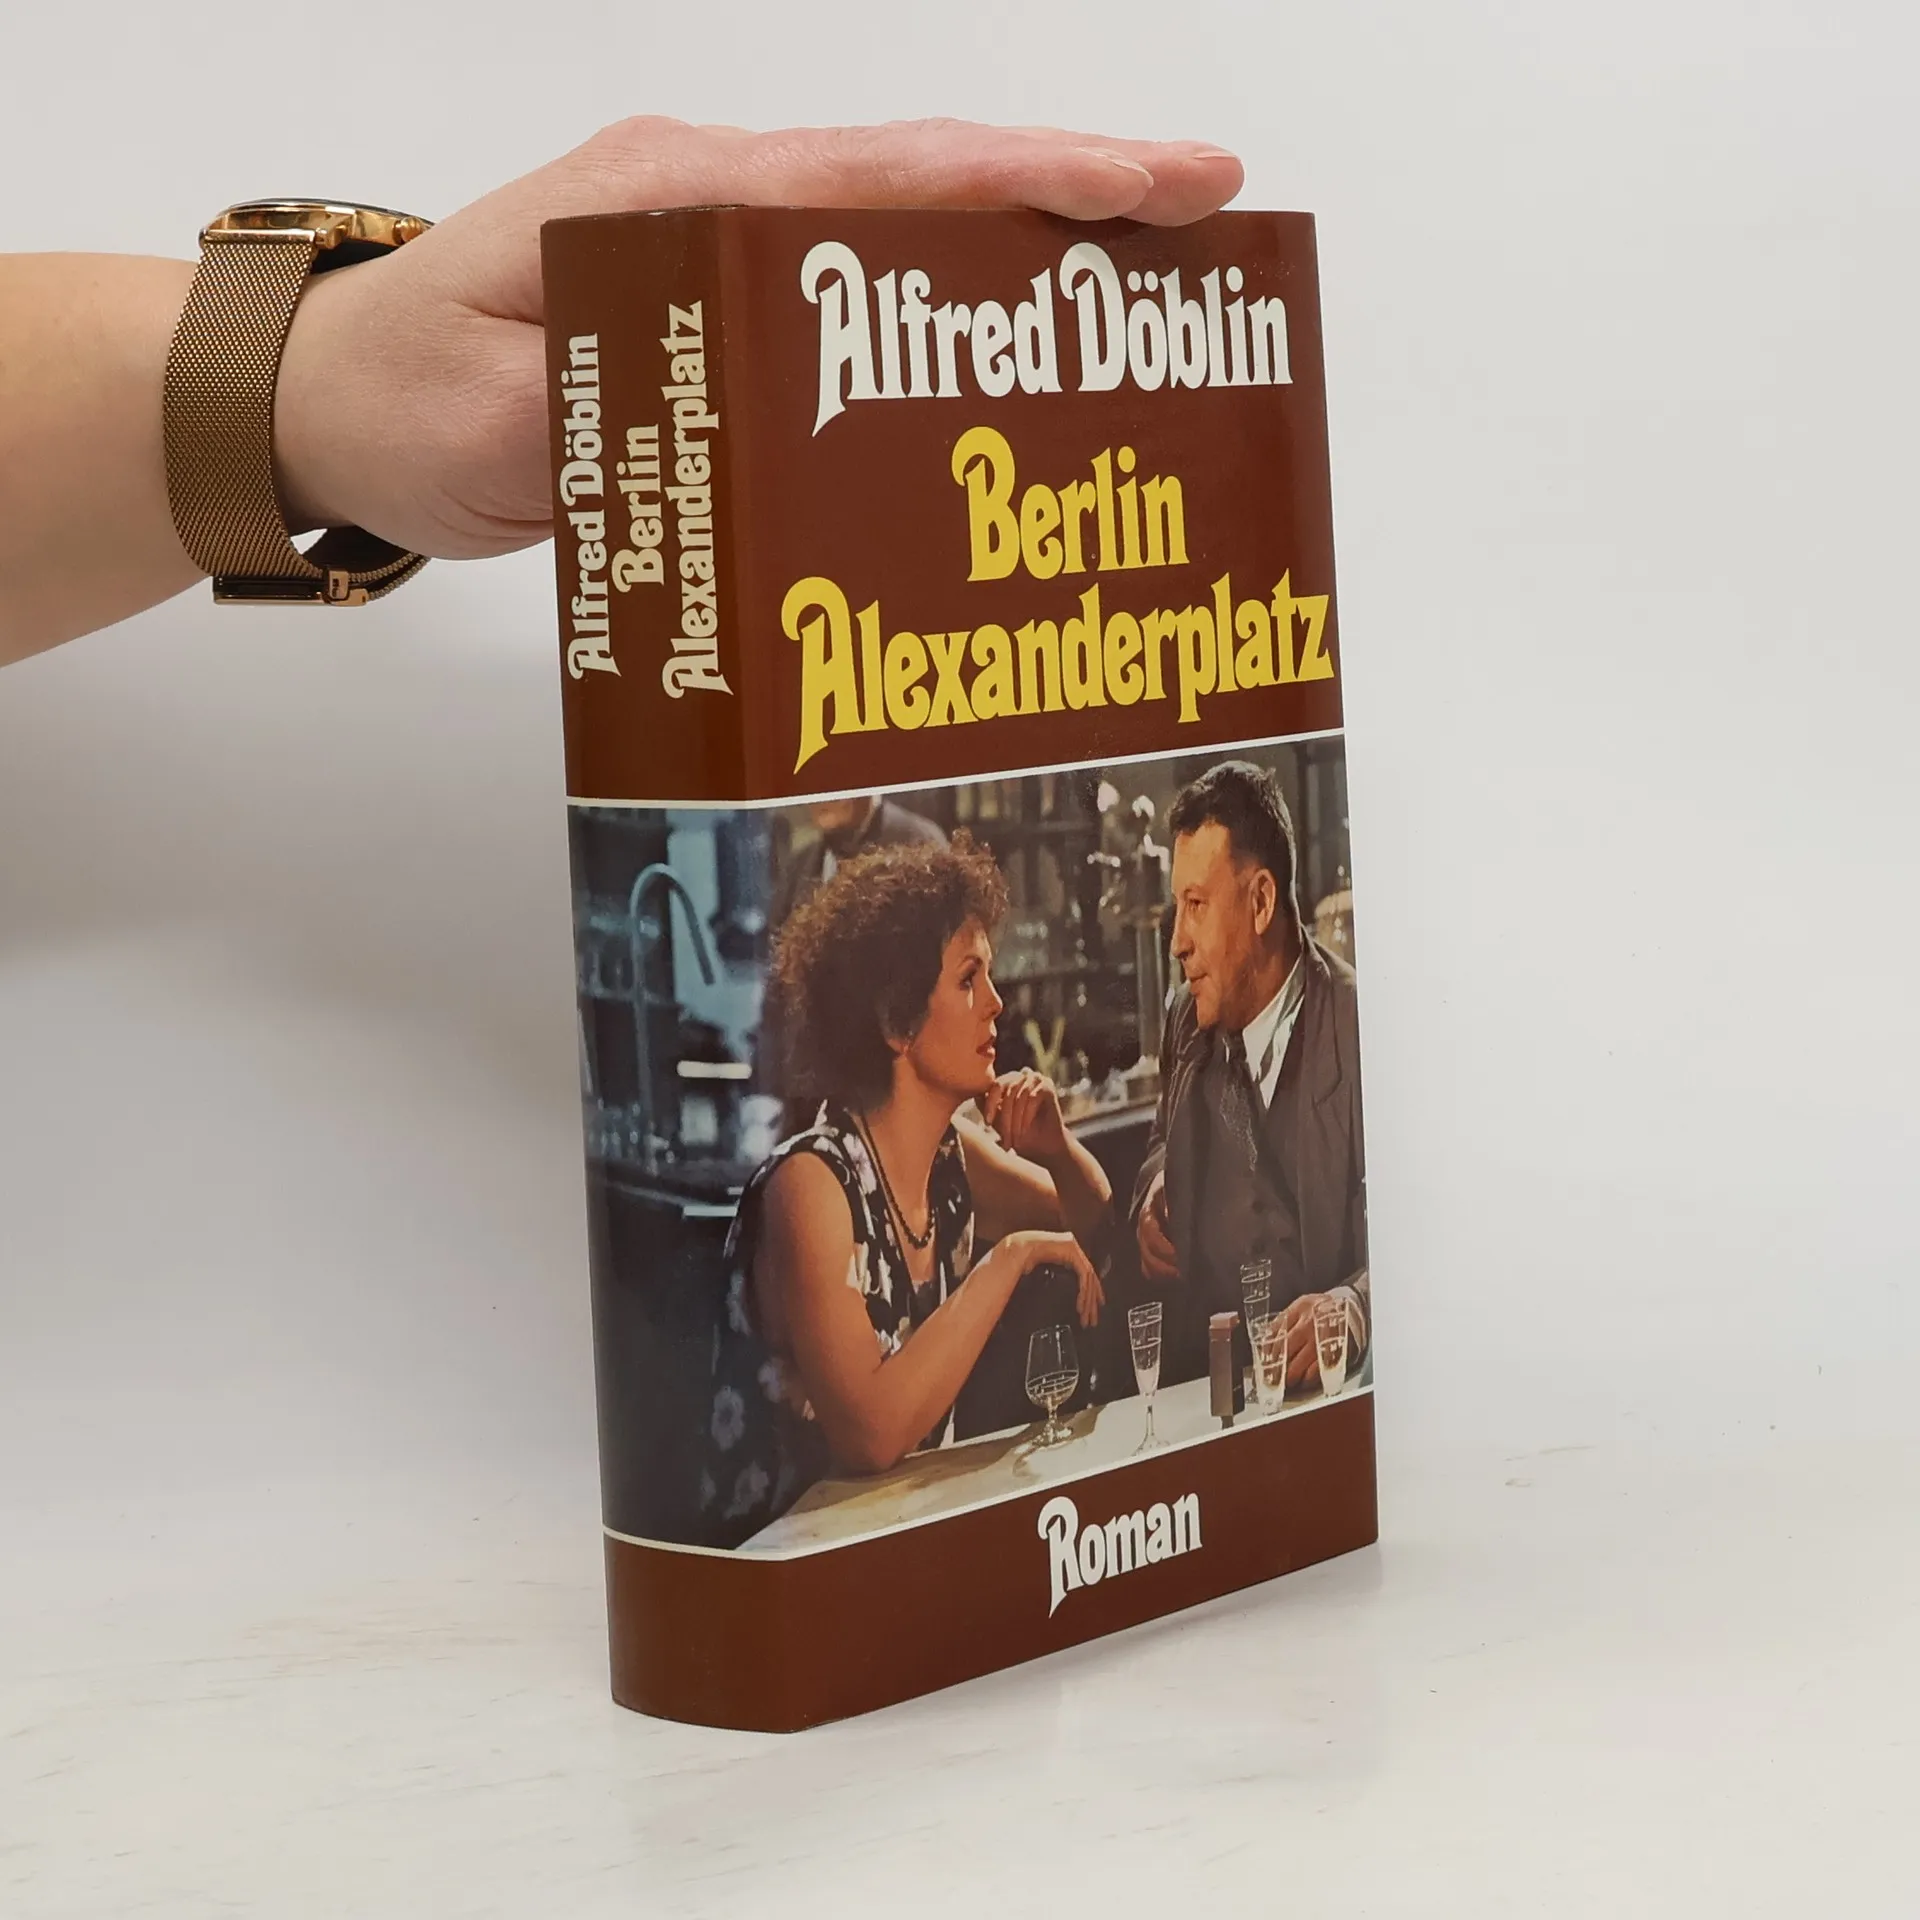 Alfred Döblin
Berlin
Alexanderplatz
Alfred Döblin
Berlin
Alexanderplatz
Roman